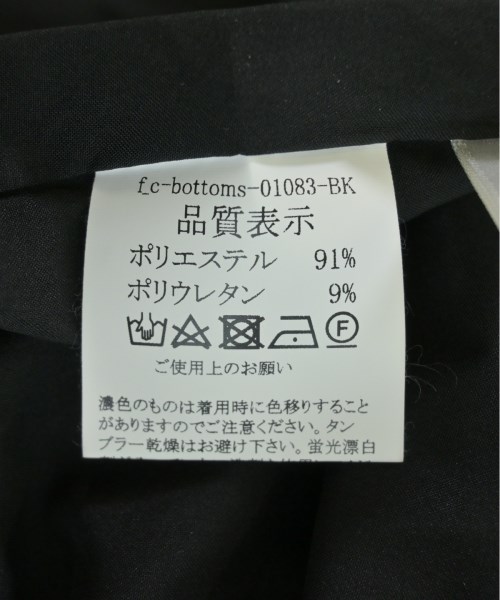 f_c-bottoms-01083-BK
品質表示
ポリエステル 91%
ポリウレタン 9%
F
ご使用上のお願い
濃色のものは着用時に色移りすること
がありますのでご注意ください。タン
ブラー乾燥はお避け下さい。蛍光漂白